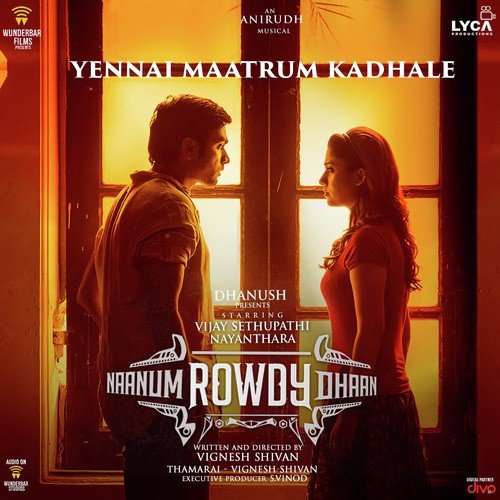 WUNDERBAR
FILMS
PRESENTS
AN
ANIRUDH
MUSICAL
LYCA
PRODUCTIONS
YENNAI MAATRUM KADHALE
DHANUSH
PRESENTS
STARRING
VIJAY SETHUPATHI
NAYANTHARA
NAANUM ROWDY DHAAN
WRITTEN AND DIRECTED BY
VIGNESH SHIVAN
THAMARAI - VIGNESH SHIVAN
EXECUTIVE PRODUCER S.VINOD
AUDIO ON
WUNDERBAR
STUDIOS
DIGITAL PARTNER
divo